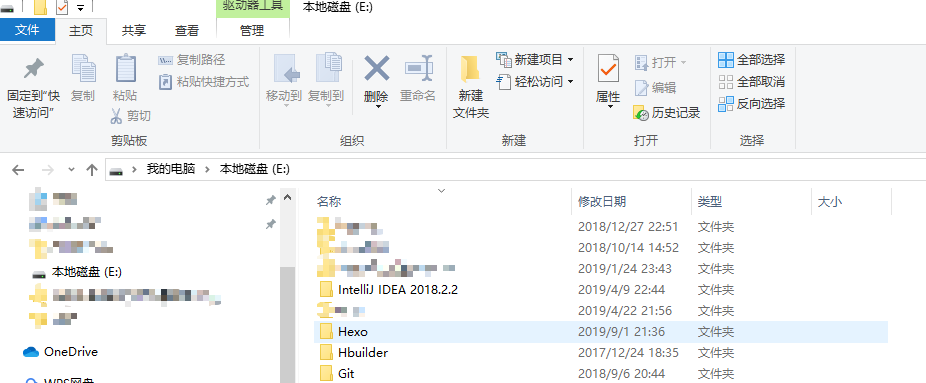 驱动器工具 本地磁盘 (E:)
文件 主页 共享 查看 管理
固定到"快速访问"
复制
粘贴
复制路径
粘贴快捷方式
剪切
剪贴板
移动到
复制到
删除
重命名
组织
新建
文件夹
新建项目
轻松访问
新建
属性
打开
编辑
历史记录
打开
全部选择
全部取消
反向选择
选择
我的电脑 本地磁盘 (E:)
本地磁盘 (E:)
OneDrive
WPS网盘
名称 修改日期 类型 大小
2018/12/27 22:51 文件夹
2018/10/14 14:52 文件夹
2019/1/24 23:43 文件夹
IntelliJ IDEA 2018.2.2 2019/4/9 22:44 文件夹
2019/4/22 21:56 文件夹
Hexo 2019/9/1 21:36 文件夹
Hbuilder 2017/12/24 18:35 文件夹
Git 2018/9/6 20:44 文件夹